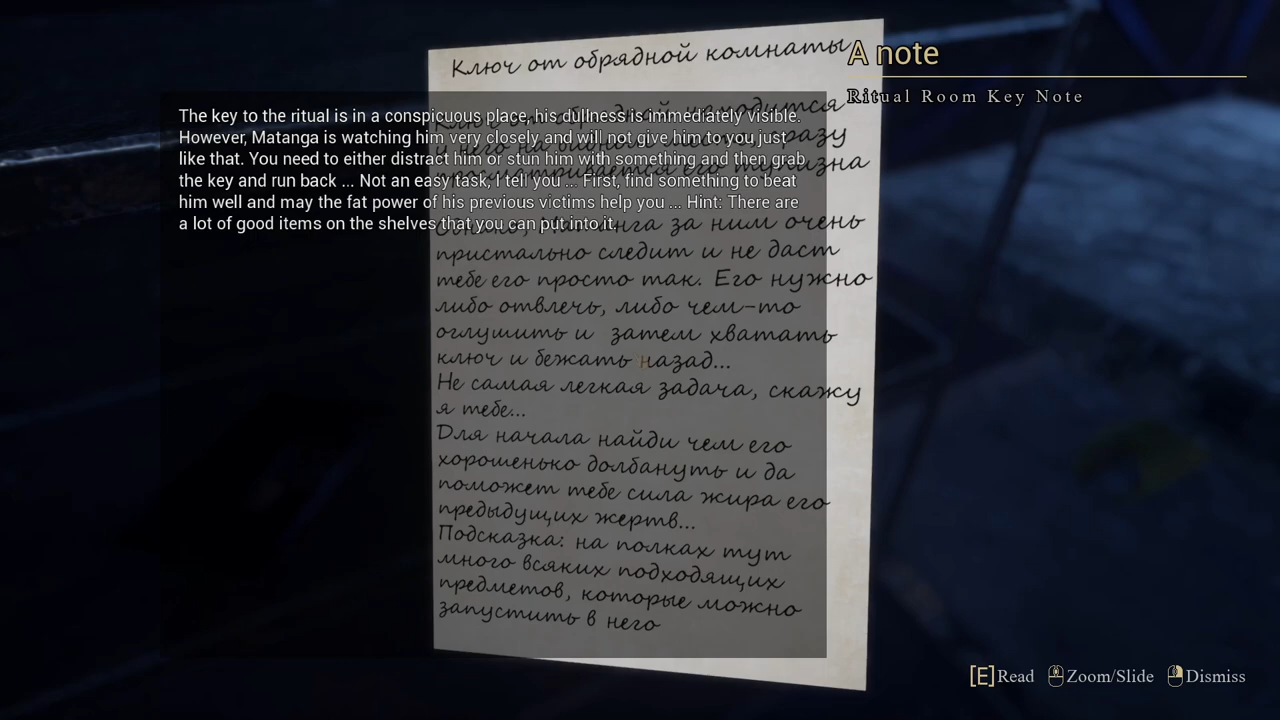 Ключ от обрядной комнаты
A note
Ritual Room Key Note
The key to the ritual is in a conspicuous place, his dullness is immediately visible.
However, Matanga is watching him very closely and will not give him to you just
like that. You need to either distract him or stun him with something and then grab
the key and run back ... Not an easy task, I tell you ... First, find something to beat
him well and may the fat power of his previous victims help you ... Hint: There are
a lot of good items on the shelves that you can put into it.
находится
сразу
его тупизна
за ним очень
пристально следит и не даст
тебе его просто так. Его нужно
либо отвлечь, либо чем-то
оглушить и затем хватать
ключ и бежать назад...
Не самая легкая задача, скажу
я тебе...
Для начала найди чем его
хорошенько долбануть и да
поможет тебе сила жира его
предыдущих жертв...
Подсказка: на полках тут
много всяких подходящих
предметов, которые можно
запустить в него
[E]Read Zoom/Slide Dismiss